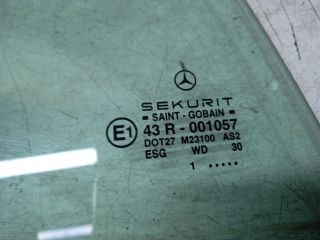 SEKURIT
SAINT-GOBAIN
E1 43 R-001057
DOT27 M23100 AS2
ESG WD 30
1 •••••